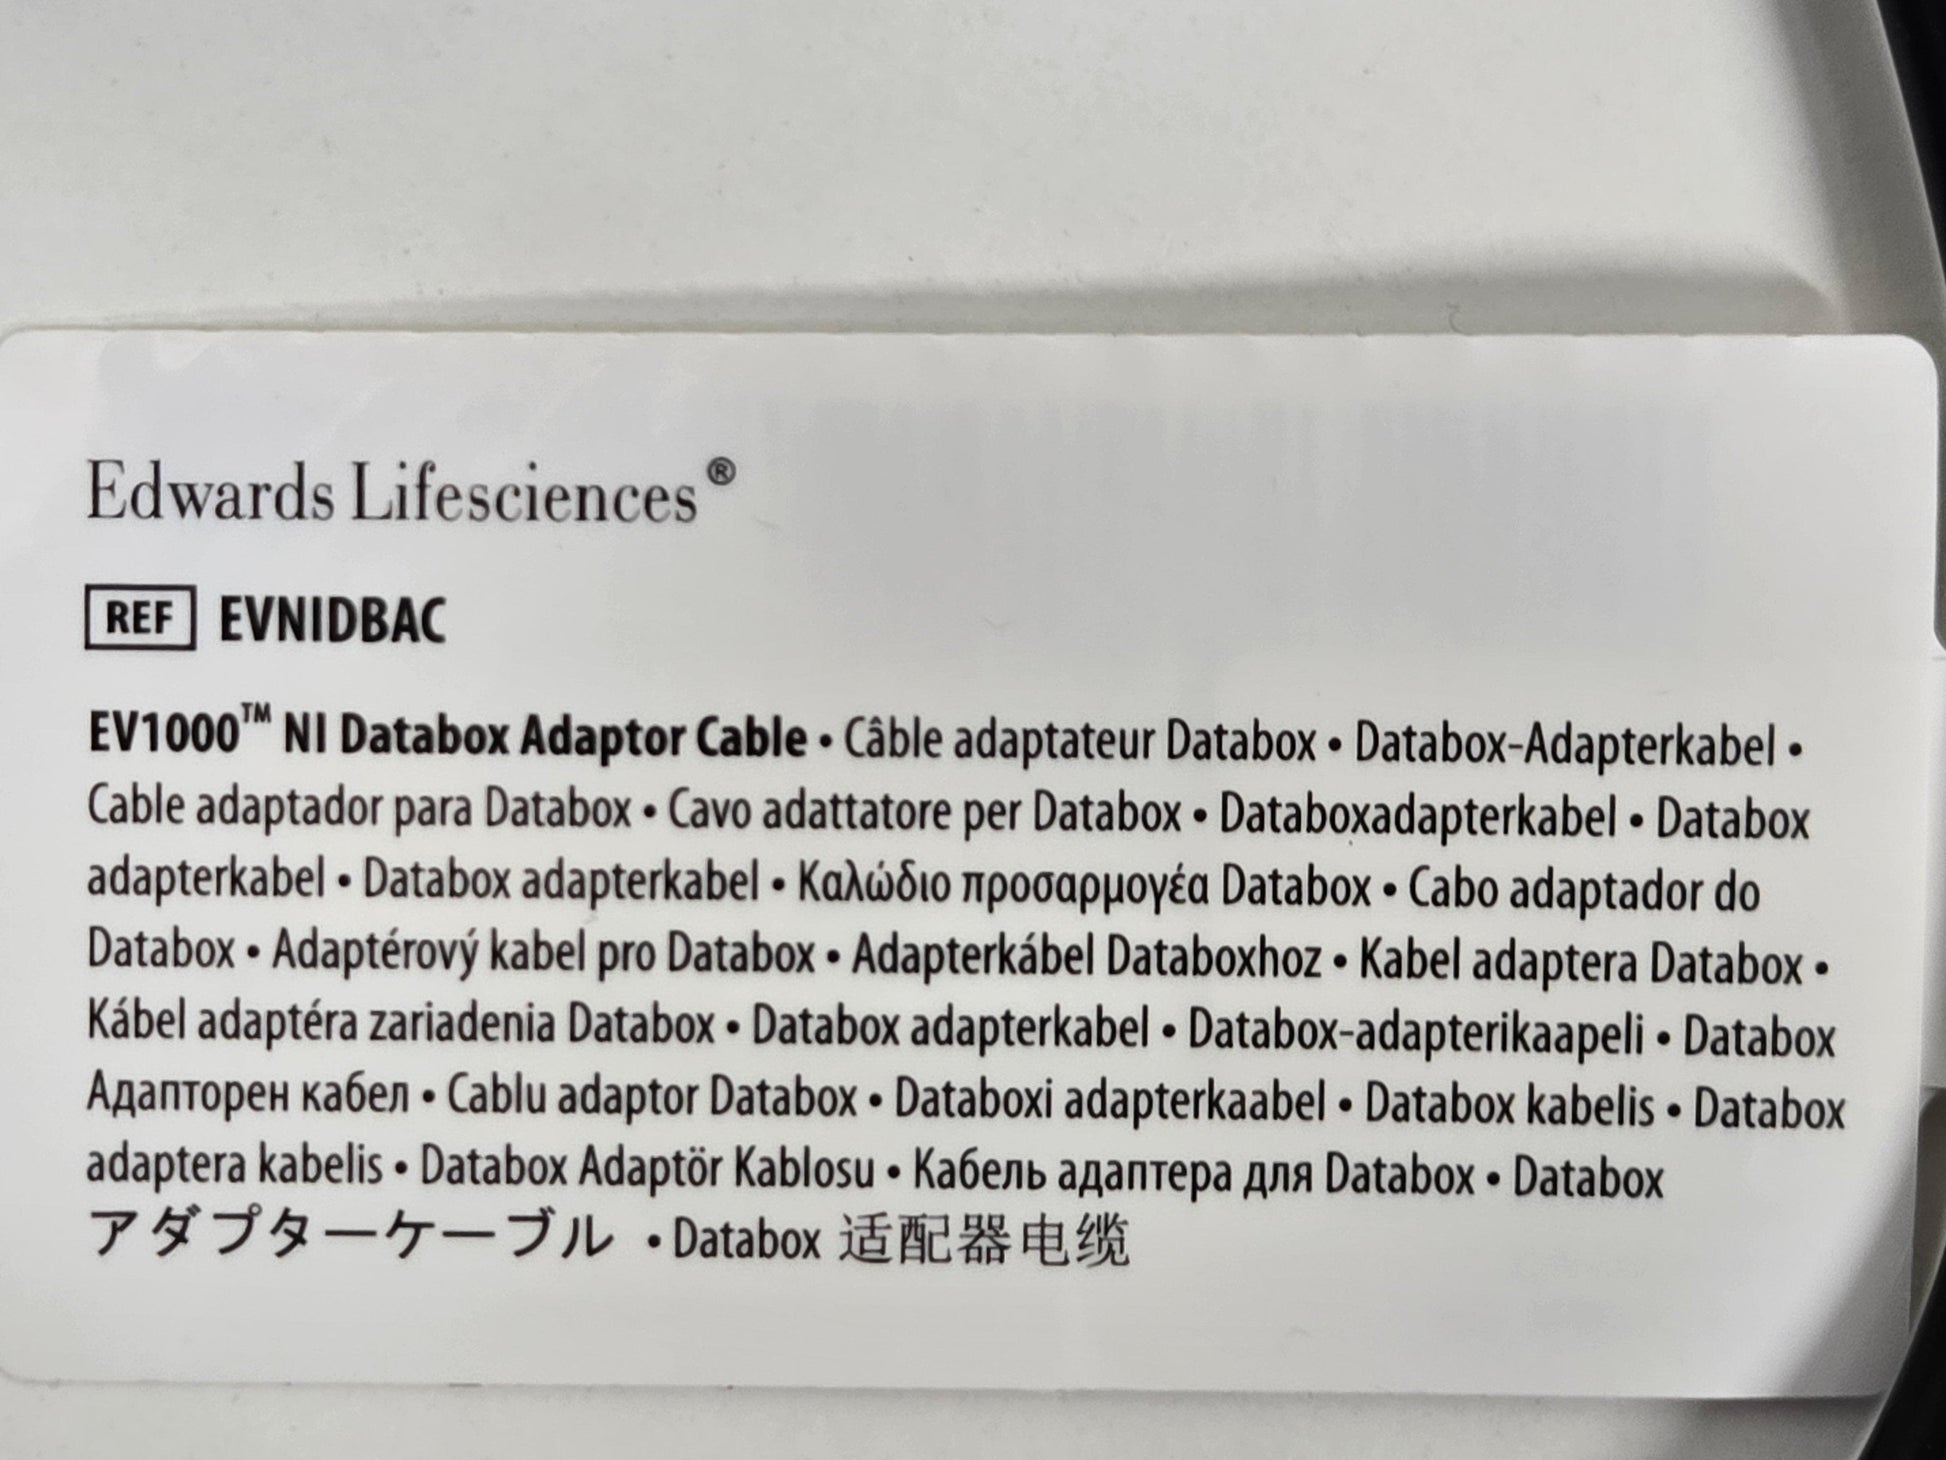 Edwards Lifesciences®
REF EVNIDBAC
EV1000™ NI Databox Adaptor Cable • Câble adaptateur Databox • Databox-Adapterkabel •
Cable adaptador para Databox • Cavo adattatore per Databox • Databoxadapterkabel • Databox
adapterkabel • Databox adapterkabel • Καλώδιο προσαρμογέα Databox • Cabo adaptador do
Databox • Adaptérový kabel pro Databox • Adapterkábel Databoxhoz • Kabel adaptera Databox •
Kábel adaptéra zariadenia Databox • Databox adapterkabel • Databox-adapterikaapeli • Databox
Адапторен кабел • Cablu adaptor Databox • Databoxi adapterkaabel • Databox kabelis • Databox
adaptera kabelis • Databox Adaptör Kablosu • Кабель адаптера для Databox • Databox
アダプターケーブル • Databox 适配器电缆